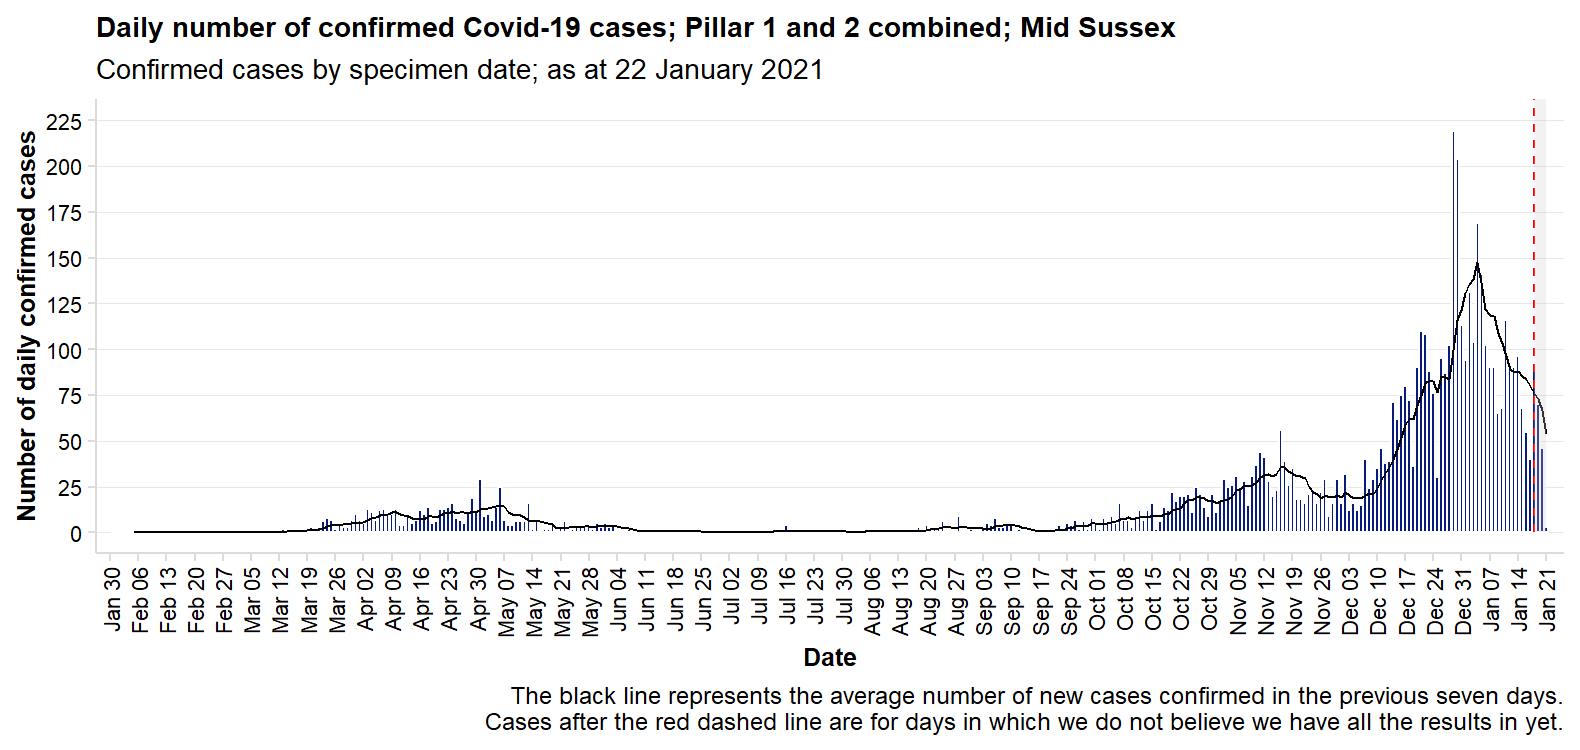 Daily number of confirmed Covid-19 cases; Pillar 1 and 2 combined; Mid Sussex
Confirmed cases by specimen date; as at 22 January 2021
Number of daily confirmed cases
225
200
175
150
125
100
75
50
25
0
Jan 30
Feb 06
Feb 13
Feb 20
Feb 27
Mar 05
Mar 12
Mar 19
Mar 26
Apr 02
Apr 09
Apr 16
Apr 23
Apr 30
May 07
May 14
May 21
May 28
Jun 04
Jun 11
Jun 18
Jun 25
Jul 02
Jul 09
Jul 16
Jul 23
Jul 30
Aug 06
Aug 13
Aug 20
Aug 27
Sep 03
Sep 10
Sep 17
Sep 24
Oct 01
Oct 08
Oct 15
Oct 22
Oct 29
Nov 05
Nov 12
Nov 19
Nov 26
Dec 03
Dec 10
Dec 17
Dec 24
Dec 31
Jan 07
Jan 14
Jan 21
Date
The black line represents the average number of new cases confirmed in the previous seven days.
Cases after the red dashed line are for days in which we do not believe we have all the results in yet.